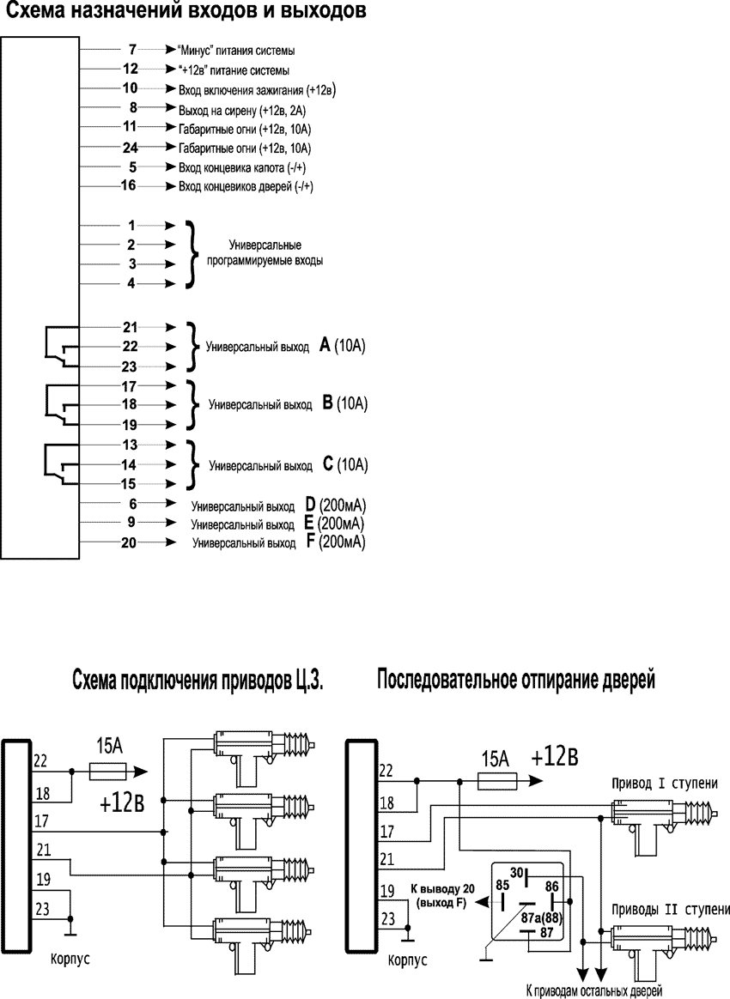 Схема назначений входов и выходов
7 "Минус" питания системы
12 "+12в" питание системы
10 Вход включения зажигания (+12в)
8 Выход на сирену (+12в, 2А)
11 Габаритные огни (+12в, 10А)
24 Габаритные огни (+12в, 10А)
5 Вход концевика капота (-/+)
16 Вход концевиков дверей (-/+)
1
2
3
4
Универсальные
программируемые входы
21
22
23
Универсальный выход A (10А)
17
18
19
Универсальный выход B (10А)
13
14
15
Универсальный выход C (10А)
6 Универсальный выход D (200мА)
9 Универсальный выход E (200мА)
20 Универсальный выход F (200мА)
Схема подключения приводов Ц.З.
22
18
17
21
19
23
15А
+12в
Корпус
Последовательное отпирание дверей
22
18
17
21
19
23
15А
+12в
Привод I ступени
30
85
86
87а(88)
87
К выводу 20
(выход F)
Приводы II ступени
Корпус
К приводам остальных дверей